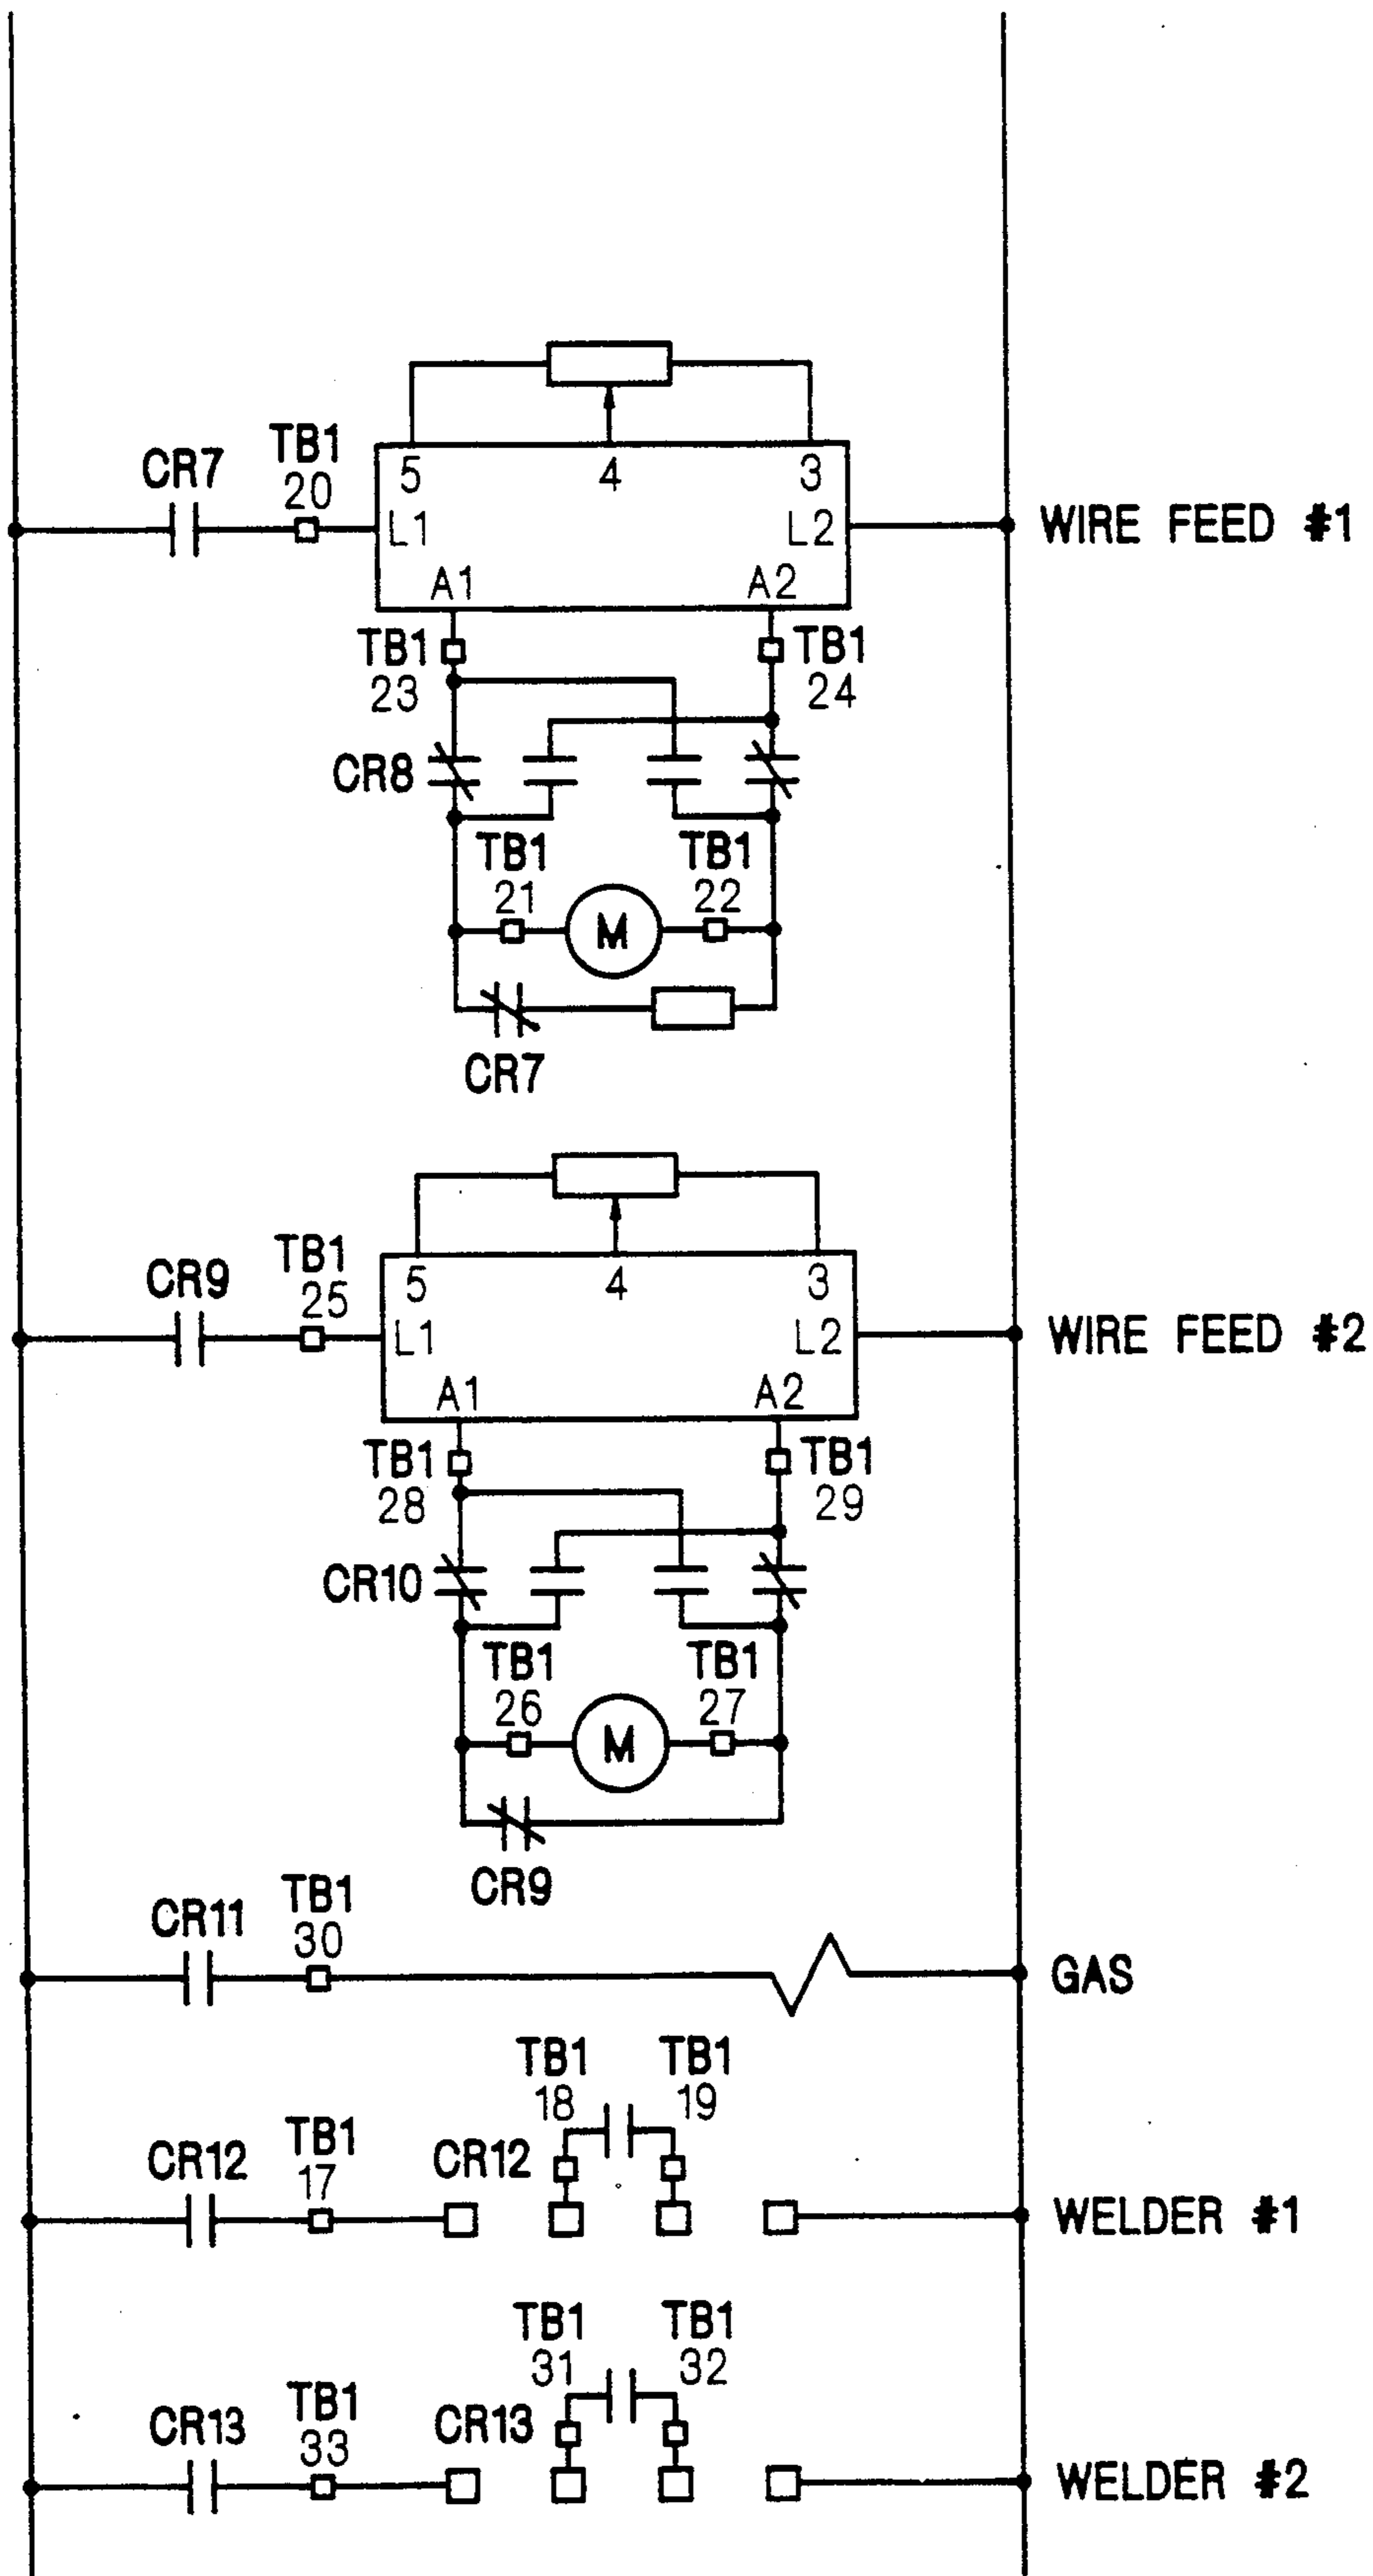 TB1
CR7
20
5
4
3
L1
L2
WIRE FEED #1
A1
A2
TB1
23
TB1
24
CR8
TB1
21
TB1
22
M
CR7
TB1
CR9
25
5
4
3
L1
L2
WIRE FEED #2
A1
A2
TB1
28
TB1
29
CR10
TB1
26
TB1
27
M
CR9
TB1
CR11
30
GAS
TB1
18
TB1
19
TB1
CR12
17
CR12
WELDER #1
TB1
31
TB1
32
TB1
CR13
33
CR13
WELDER #2